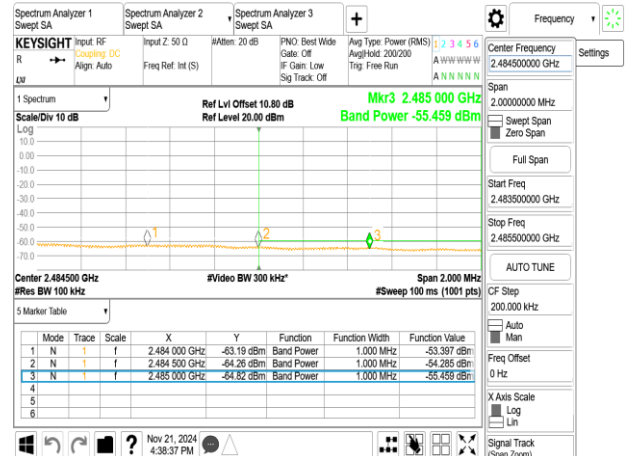 Spectrum Analyzer 1
Swept SA
Spectrum Analyzer 2
Swept SA
Spectrum Analyzer 3
Swept SA
+
Frequency
KEYSIGHT
R
Input: RF
Coupling: DC
Align: Auto
Input Z: 50 Ω
Freq Ref: Int (S)
#Atten: 20 dB
PNO: Best Wide
Gate: Off
IF Gain: Low
Sig Track: Off
Avg Type: Power (RMS)
Avg|Hold: 200/200
Trig: Free Run
1 2 3 4 5 6
A W W W W W
A N N N N N
Center Frequency
2.484500000 GHz
Settings
Span
2.00000000 MHz
Swept Span
Zero Span
Full Span
Start Freq
2.483500000 GHz
Stop Freq
2.485500000 GHz
AUTO TUNE
CF Step
200.000 kHz
Auto
Man
Freq Offset
0 Hz
X Axis Scale
Log
Lin
Signal Track
(Span Zoom)
1 Spectrum
Scale/Div 10 dB
Ref Lvl Offset 10.80 dB
Ref Level 20.00 dBm
Mkr3 2.485 000 GHz
Band Power -55.459 dBm
Log
10.0
0.00
-10.0
-20.0
-30.0
-40.0
-50.0
-60.0
-70.0
1
2
3
Center 2.484500 GHz
#Video BW 300 kHz*
Span 2.000 MHz
#Res BW 100 kHz
#Sweep 100 ms (1001 pts)
5 Marker Table
Mode Trace Scale X Y Function Function Width Function Value
1 N 1 f 2.484 000 GHz -63.19 dBm Band Power 1.000 MHz -53.397 dBm
2 N 1 f 2.484 500 GHz -64.26 dBm Band Power 1.000 MHz -54.285 dBm
3 N 1 f 2.485 000 GHz -64.82 dBm Band Power 1.000 MHz -55.459 dBm
4
5
6
?
Nov 21, 2024
4:38:37 PM